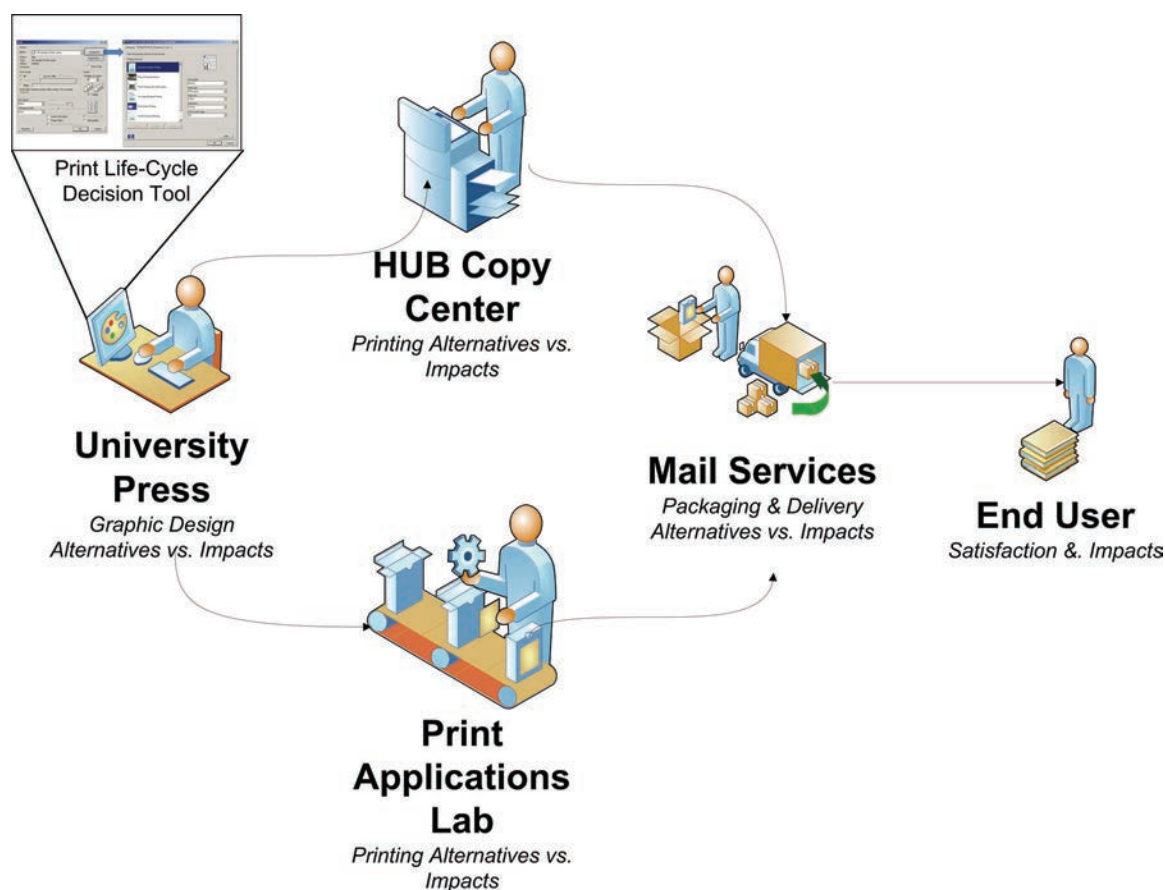 Print Life-Cycle
Decision Tool
HUB Copy
Center
Printing Alternatives vs.
Impacts
University
Press
Graphic Design
Alternatives vs. Impacts
Mail Services
Packaging & Delivery
Alternatives vs. Impacts
End User
Satisfaction &. Impacts
Print
Applications
Lab
Printing Alternatives vs.
Impacts